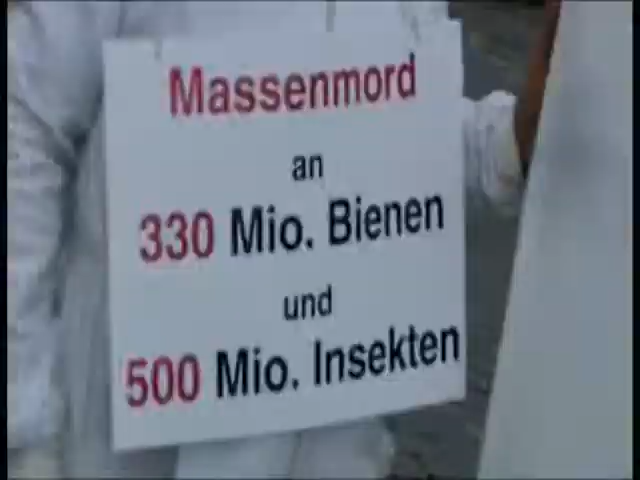 Massenmord
an
330 Mio. Bienen
und
500 Mio. Insekten